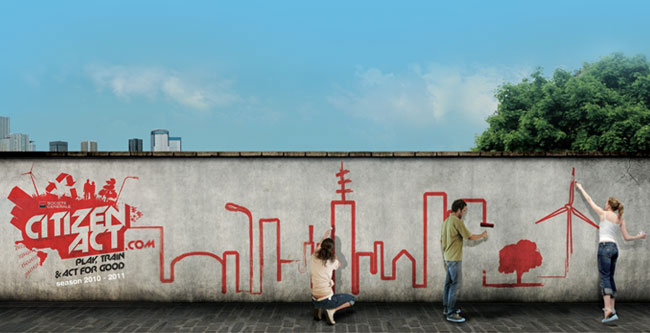 SOCIETE
GENERALE
CITIZEN
ACT.COM
PLAY, TRAIN
& ACT FOR GOOD
season 2010 - 2011